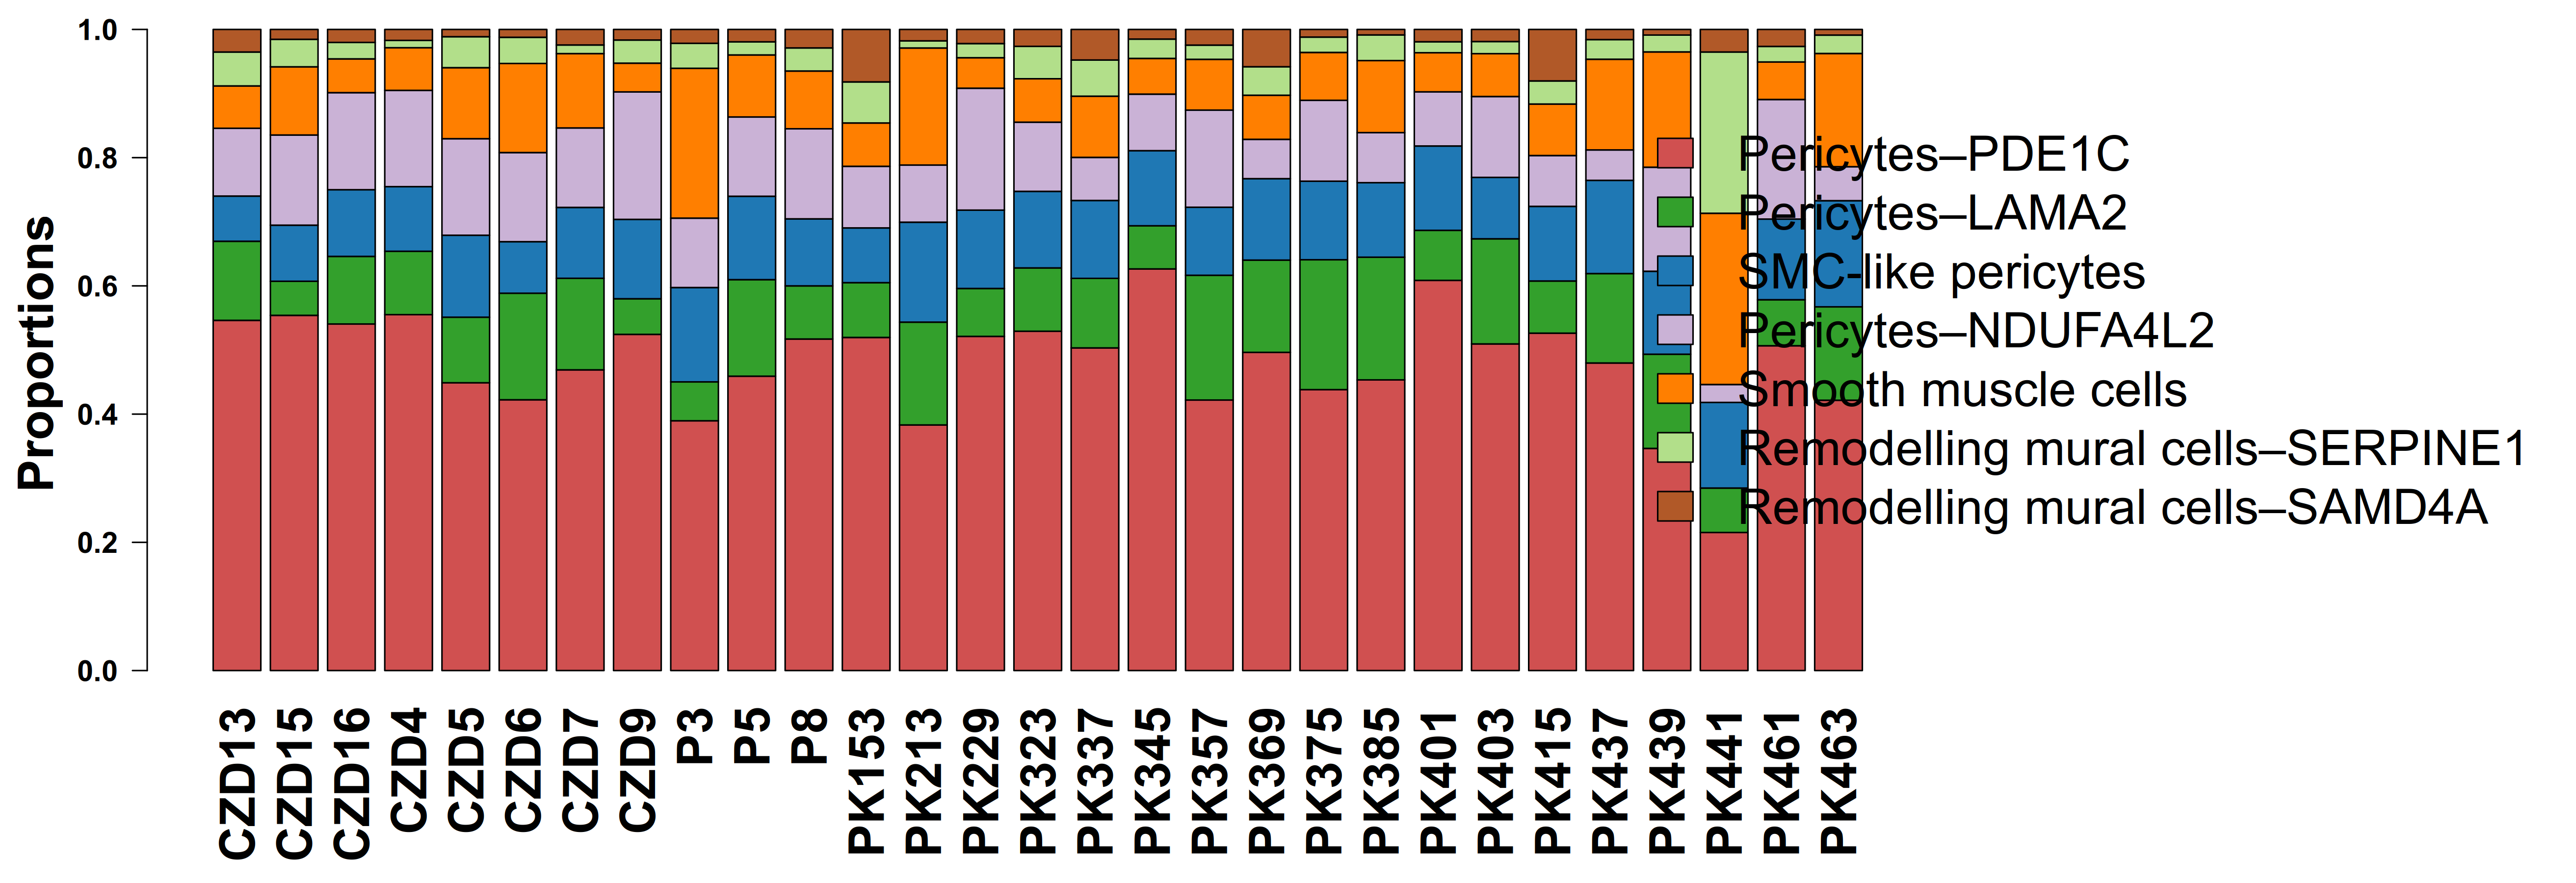 Proportions
1.0
0.8
0.6
0.4
0.2
0.0
Pericytes–PDE1C
Pericytes–LAMA2
SMC-like pericytes
Pericytes–NDUFA4L2
Smooth muscle cells
Remodelling mural cells–SERPINE1
Remodelling mural cells–SAMD4A
CZD13
CZD15
CZD16
CZD4
CZD5
CZD6
CZD7
CZD9
P3
P5
P8
PK153
PK213
PK229
PK323
PK337
PK345
PK357
PK369
PK375
PK385
PK401
PK403
PK415
PK437
PK439
PK441
PK461
PK463